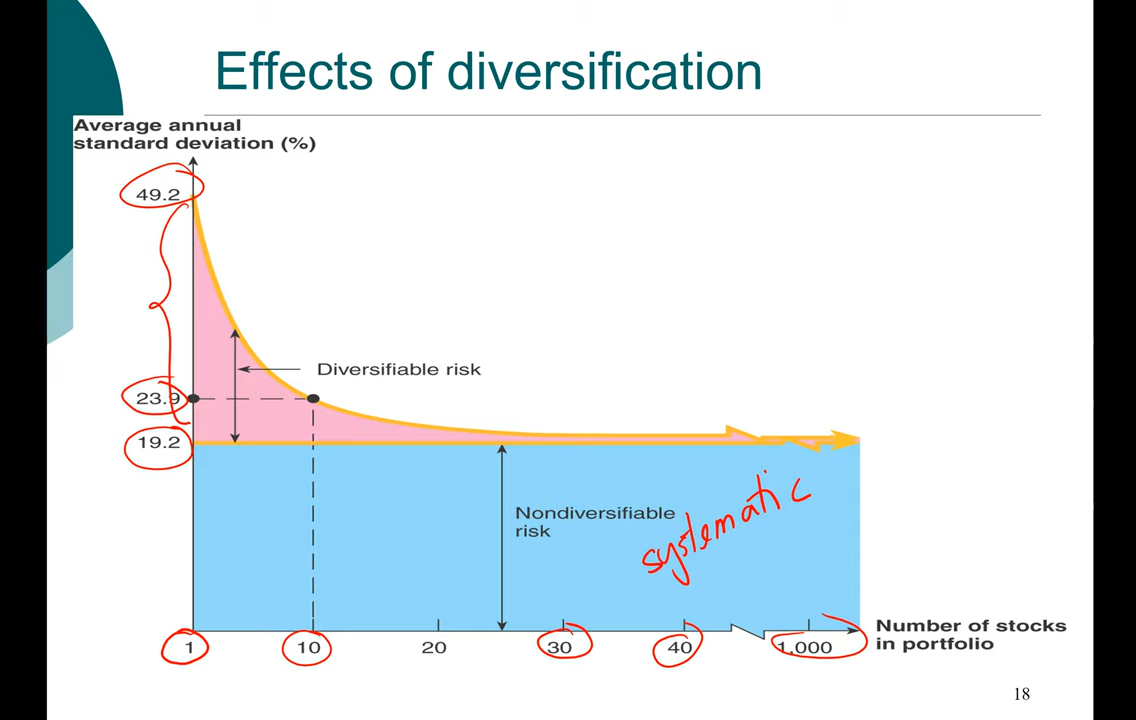 Effects of diversification
Average annual
standard deviation (%)
49.2
Diversifiable risk
23.9
19.2
Nondiversifiable
risk
systematic
1
10
20
30
40
1,000
Number of stocks
in portfolio
18